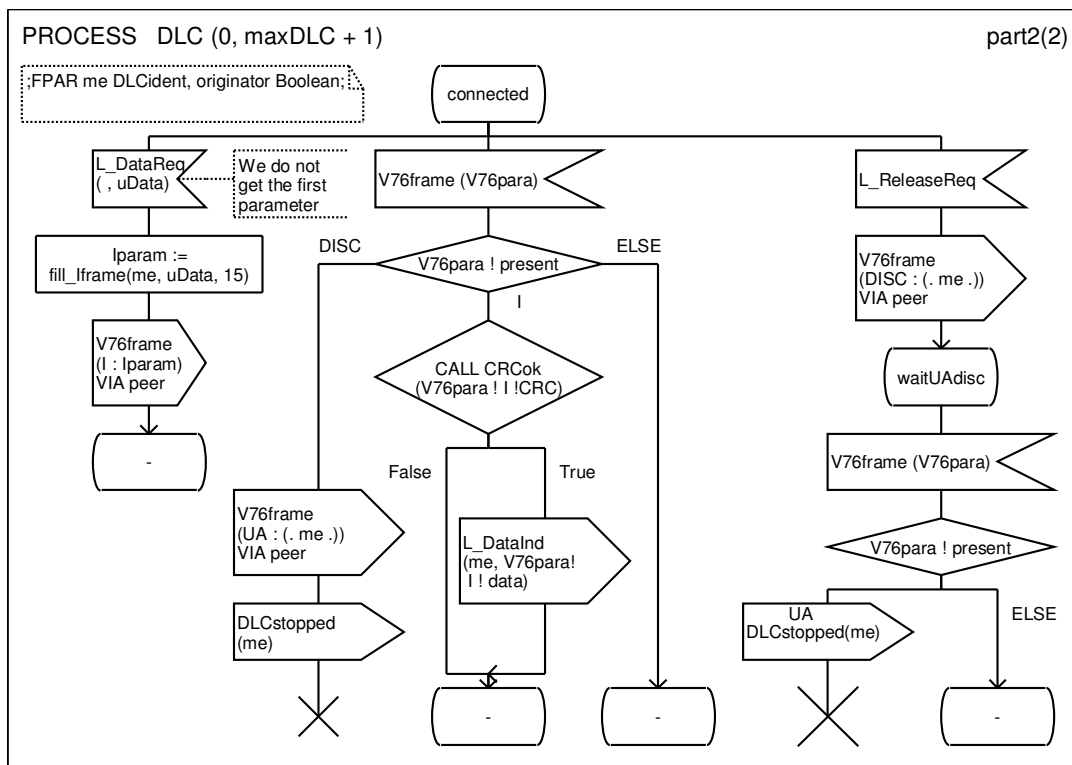 PROCESS DLC (0, maxDLC + 1)
part2(2)
;FPAR me DLCident, originator Boolean;
connected
L_DataReq
( , uData)
We do not
get the first
parameter
V76frame (V76para)
L_ReleaseReq
Iparam :=
fill_Iframe(me, uData, 15)
DISC
V76para ! present
ELSE
I
V76frame
(DISC : (. me .))
VIA peer
V76frame
(I : Iparam)
VIA peer
CALL CRCok
(V76para ! I !CRC)
waitUAdisc
-
False
True
V76frame (V76para)
V76frame
(UA : (. me .))
VIA peer
L_DataInd
(me, V76para!
I ! data)
V76para ! present
DLCstopped
(me)
UA
DLCstopped(me)
ELSE
-
-
-